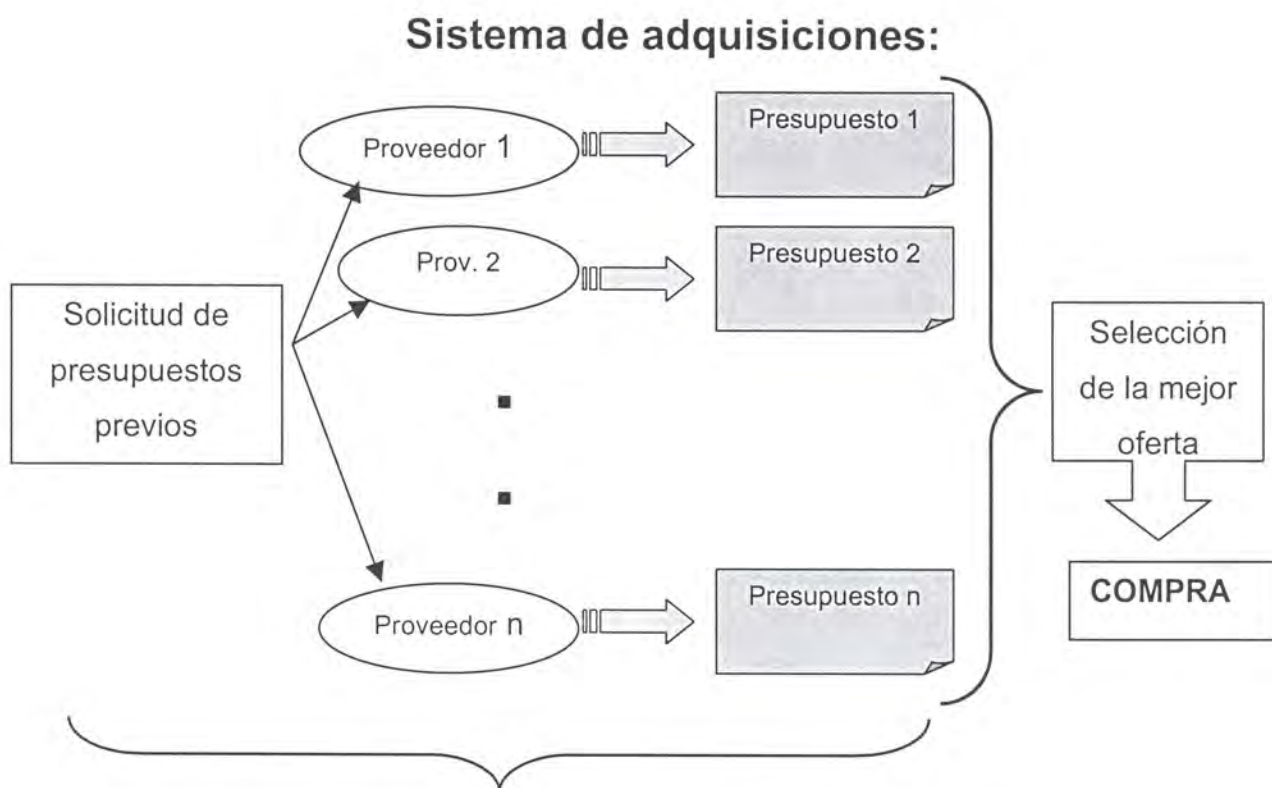 Sistema de adquisiciones:
Proveedor 1
Presupuesto 1
Prov. 2
Presupuesto 2
Solicitud de
presupuestos
previos
Selección
de la mejor
oferta
COMPRA
Proveedor n
Presupuesto n